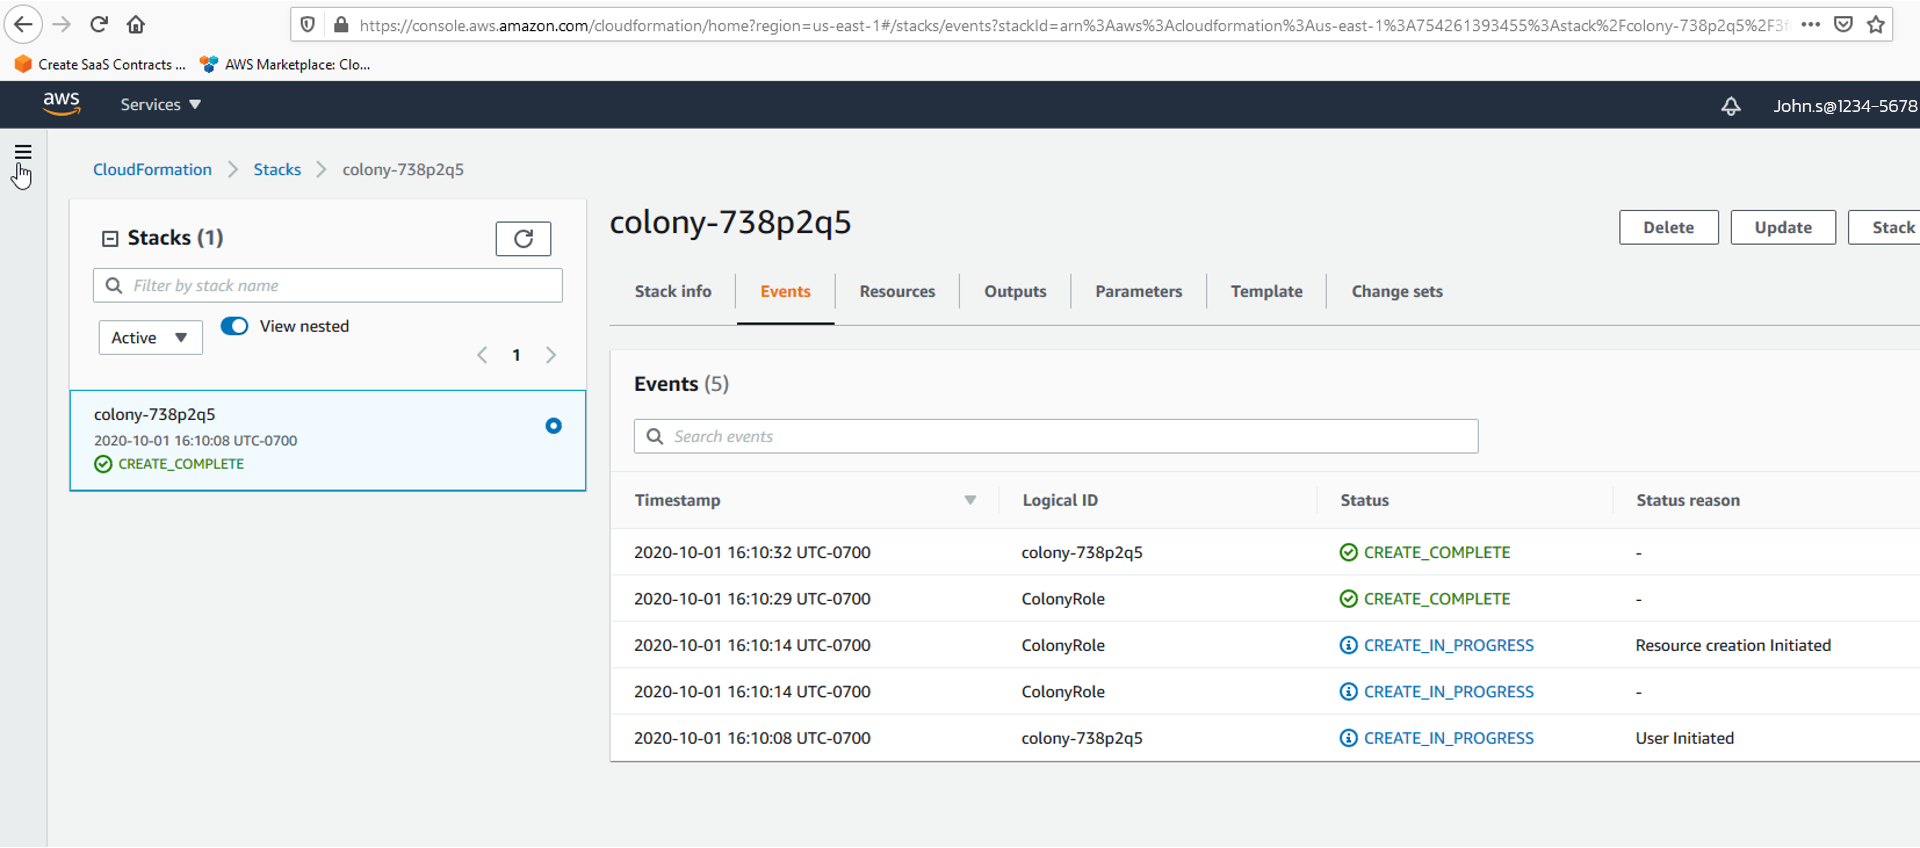 https://console.aws.amazon.com/cloudformation/home?region=us-east-1#/stacks/events?stackId=arn%3Aaws%3Acloudformation%3Aus-east-1%3A754261393455%3Astack%2Fcolony-738p2q5%2F3f
Create SaaS Contracts ... AWS Marketplace: Clo...
aws Services John.s@1234-5678
CloudFormation Stacks colony-738p2q5
Stacks (1)
Filter by stack name
Active View nested
1
colony-738p2q5
2020-10-01 16:10:08 UTC-0700
CREATE_COMPLETE
colony-738p2q5
Delete Update Stack
Stack info Events Resources Outputs Parameters Template Change sets
Events (5)
Search events
Timestamp Logical ID Status Status reason
2020-10-01 16:10:32 UTC-0700 colony-738p2q5 CREATE_COMPLETE -
2020-10-01 16:10:29 UTC-0700 ColonyRole CREATE_COMPLETE -
2020-10-01 16:10:14 UTC-0700 ColonyRole CREATE_IN_PROGRESS Resource creation Initiated
2020-10-01 16:10:14 UTC-0700 ColonyRole CREATE_IN_PROGRESS -
2020-10-01 16:10:08 UTC-0700 colony-738p2q5 CREATE_IN_PROGRESS User Initiated